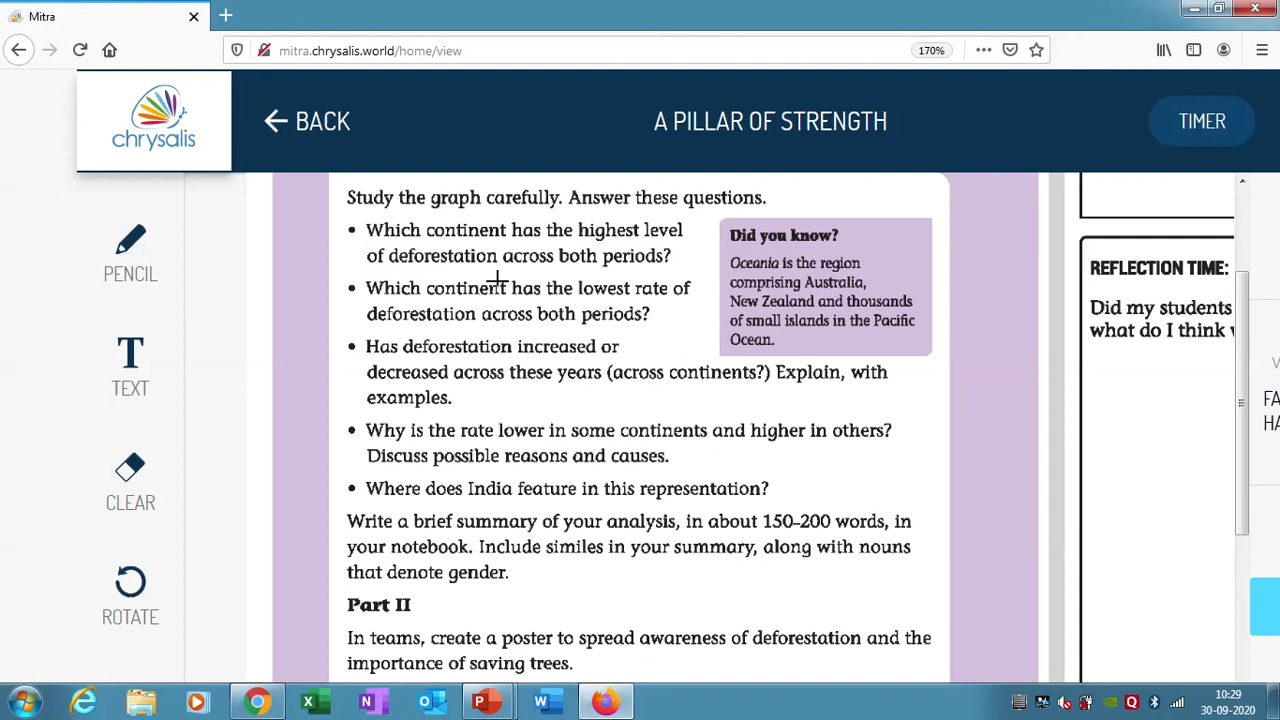 Mitra
mitra.chrysalis.world/home/view
170%
chrysalis
BACK
A PILLAR OF STRENGTH
TIMER
PENCIL
TEXT
CLEAR
ROTATE
Study the graph carefully. Answer these questions.
• Which continent has the highest level
of deforestation across both periods?
• Which continent has the lowest rate of
deforestation across both periods?
• Has deforestation increased or
decreased across these years (across continents?) Explain, with
examples.
• Why is the rate lower in some continents and higher in others?
Discuss possible reasons and causes.
• Where does India feature in this representation?
Write a brief summary of your analysis, in about 150-200 words, in
your notebook. Include similes in your summary, along with nouns
that denote gender.
Part II
In teams, create a poster to spread awareness of deforestation and the
importance of saving trees.
Did you know?
Oceania is the region
comprising Australia,
New Zealand and thousands
of small islands in the Pacific
Ocean.
REFLECTION TIME:
Did my students
what do I think
FA
HA
10:29
30-09-2020